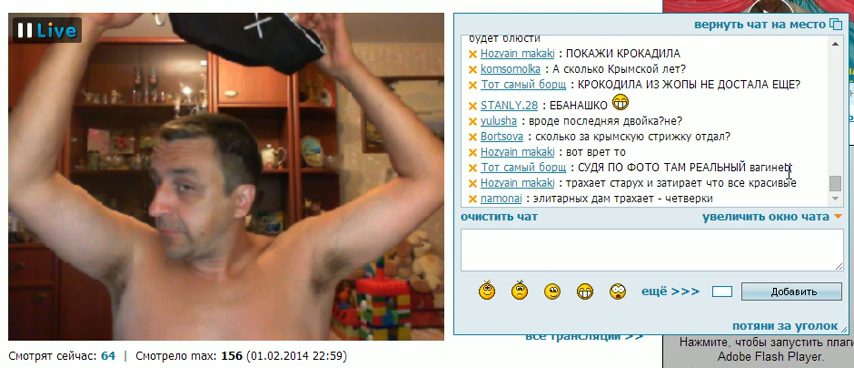 Live
вернуть чат на место
будет блюсти
Hozyain makaki : ПОКАЖИ КРОКАДИЛА
komsomolka : А сколько Крымской лет?
Тот самый борщ : КРОКОДИЛА ИЗ ЖОПЫ НЕ ДОСТАЛА ЕЩЕ?
STANLY.28 : ЕБАНАШКО
vulusha : вроде последняя двойка?не?
Bortsova : сколько за крымскую стрижку отдал?
Hozyain makaki : вот врет то
Тот самый борщ : СУДЯ ПО ФОТО ТАМ РЕАЛЬНЫЙ
Hozyain makaki : трахает старух и затирает что все красивые
namonai : элитарных дам трахает - четверки
очистить чат
увеличить окно чата
ещё >>>
Добавить
потяни за уголок
все трансляции >>
Смотрят сейчас: 64 | Смотрело max: 156 (01.02.2014 22:59)
Нажмите, чтобы запустить плаги
Adobe Flash Player.